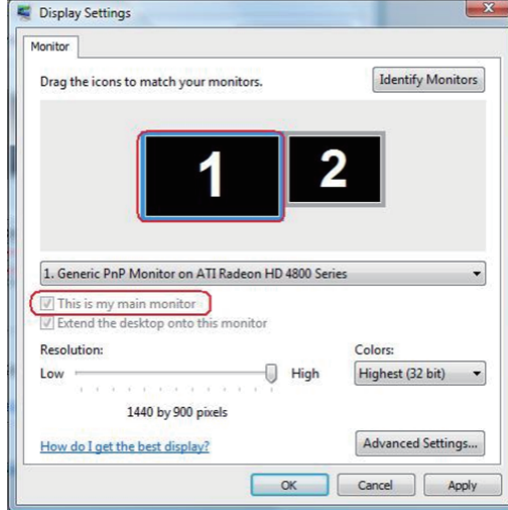 Display Settings
Monitor
Drag the icons to match your monitors.
Identify Monitors
1 2
1. Generic PnP Monitor on ATI Radeon HD 4800 Series
This is my main monitor
Extend the desktop onto this monitor
Resolution:
Colors:
Low High
Highest (32 bit)
1440 by 900 pixels
How do I get the best display?
Advanced Settings...
OK Cancel Apply